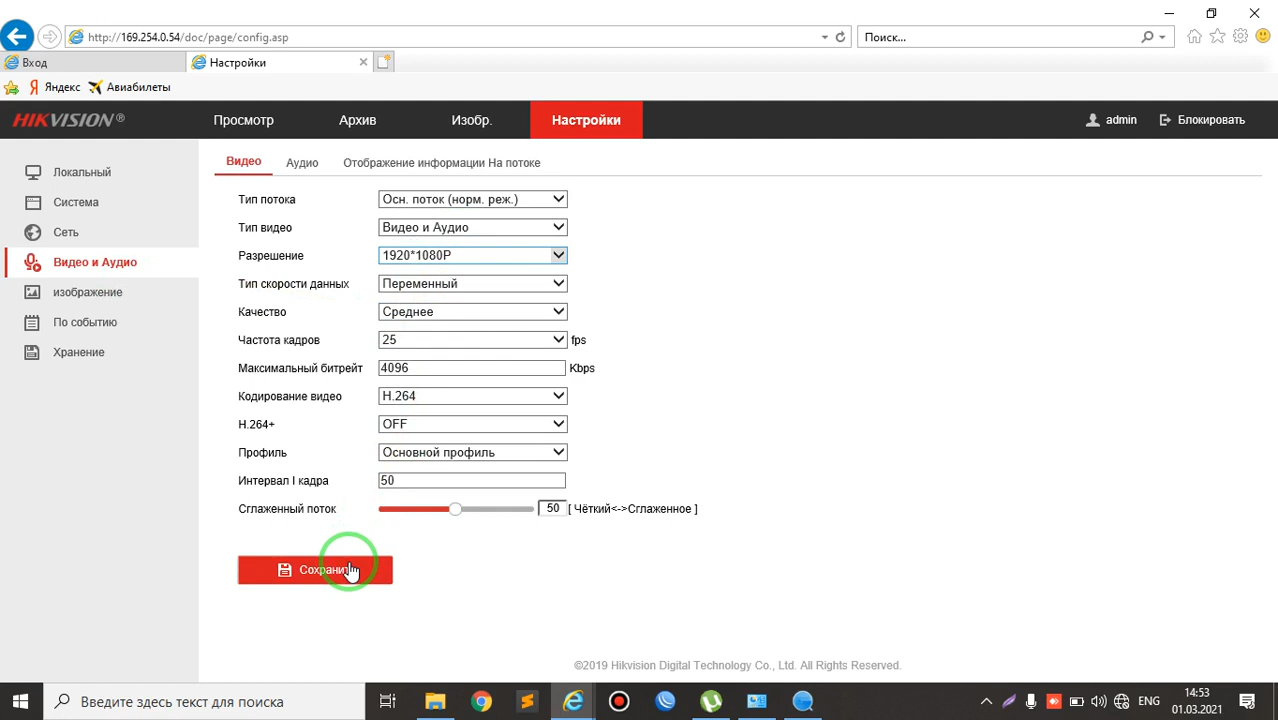 http://169.254.0.54/doc/page/config.asp
Поиск...
Вход
Настройки
Яндекс
Авиабилеты
HIKVISION®
Просмотр
Архив
Изобр.
Настройки
admin
Блокировать
Локальный
Система
Сеть
Видео и Аудио
изображение
По событию
Хранение
Видео
Аудио
Отображение информации На потоке
Тип потока
Осн. поток (норм. реж.)
Тип видео
Видео и Аудио
Разрешение
1920*1080P
Тип скорости данных
Переменный
Качество
Среднее
Частота кадров
25
fps
Максимальный битрейт
4096
Kbps
Кодирование видео
H.264
H.264+
OFF
Профиль
Основной профиль
Интервал I кадра
50
Сглаженный поток
50
[ Чёткий<->Сглаженное ]
Сохранить
©2019 Hikvision Digital Technology Co., Ltd. All Rights Reserved.
Введите здесь текст для поиска
ENG
14:53
01.03.2021